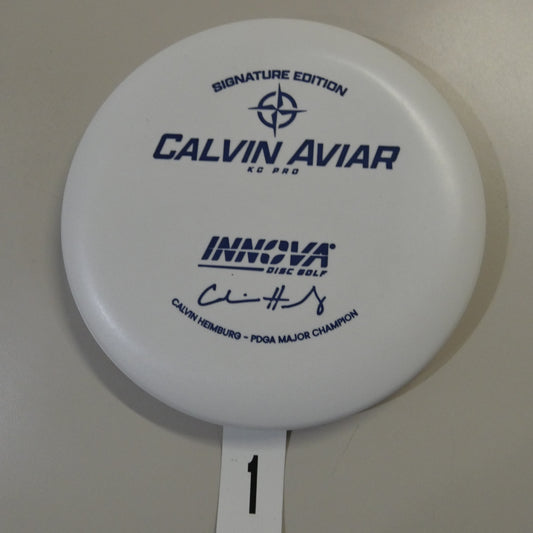 SIGNATURE EDITION
CALVIN AVIAR
KC PRO
INNOVA®
DISC GOLF
CALVIN HEIMBURG - PDGA MAJOR CHAMPION
1